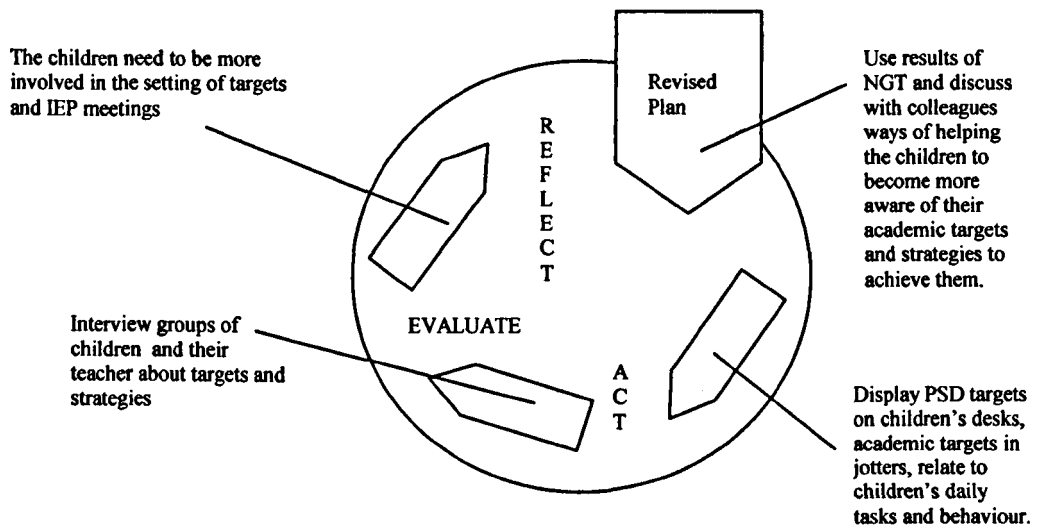 The children need to be more
involved in the setting of targets
and IEP meetings
Revised
Plan
Use results of
NGT and discuss
with colleagues
ways of helping
the children to
become more
aware of their
academic targets
and strategies to
achieve them.
R
E
F
L
E
C
T
EVALUATE
Interview groups of
children and their
teacher about targets and
strategies
A
C
T
Display PSD targets
on children's desks,
academic targets in
jotters, relate to
children's daily
tasks and behaviour.